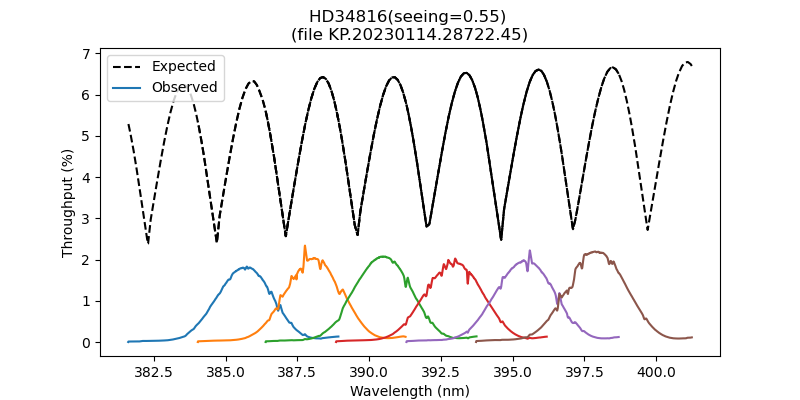 HD34816(seeing=0.55)
(file KP.20230114.28722.45)
Expected
Observed
Throughput (%)
7
6
5
4
3
2
1
0
382.5 385.0 387.5 390.0 392.5 395.0 397.5 400.0
Wavelength (nm)